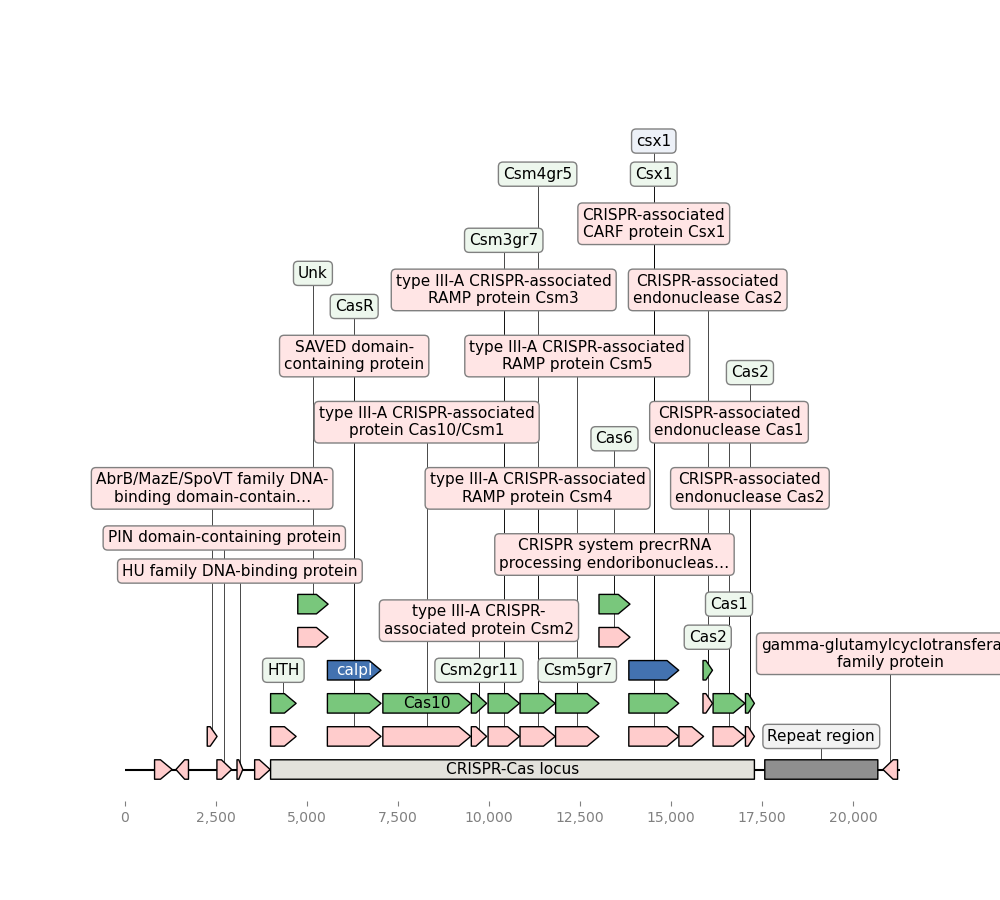 csx1
Csm4gr5
Csx1
CRISPR-associated
CARF protein Csx1
Csm3gr7
Unk
type III-A CRISPR-associated
RAMP protein Csm3
CRISPR-associated
endonuclease Cas2
CasR
SAVED domain-
containing protein
type III-A CRISPR-associated
RAMP protein Csm5
Cas2
type III-A CRISPR-associated
protein Cas10/Csm1
CRISPR-associated
endonuclease Cas1
Cas6
AbrB/MazE/SpoVT family DNA-
binding domain-contain…
type III-A CRISPR-associated
RAMP protein Csm4
CRISPR-associated
endonuclease Cas2
PIN domain-containing protein
CRISPR system precrRNA
processing endoribonucleas…
HU family DNA-binding protein
Cas1
type III-A CRISPR-
associated protein Csm2
Cas2
gamma-glutamylcyclotransfera
family protein
HTH
calpl
Csm2gr11
Csm5gr7
Cas10
Repeat region
CRISPR-Cas locus
0
2,500
5,000
7,500
10,000
12,500
15,000
17,500
20,000